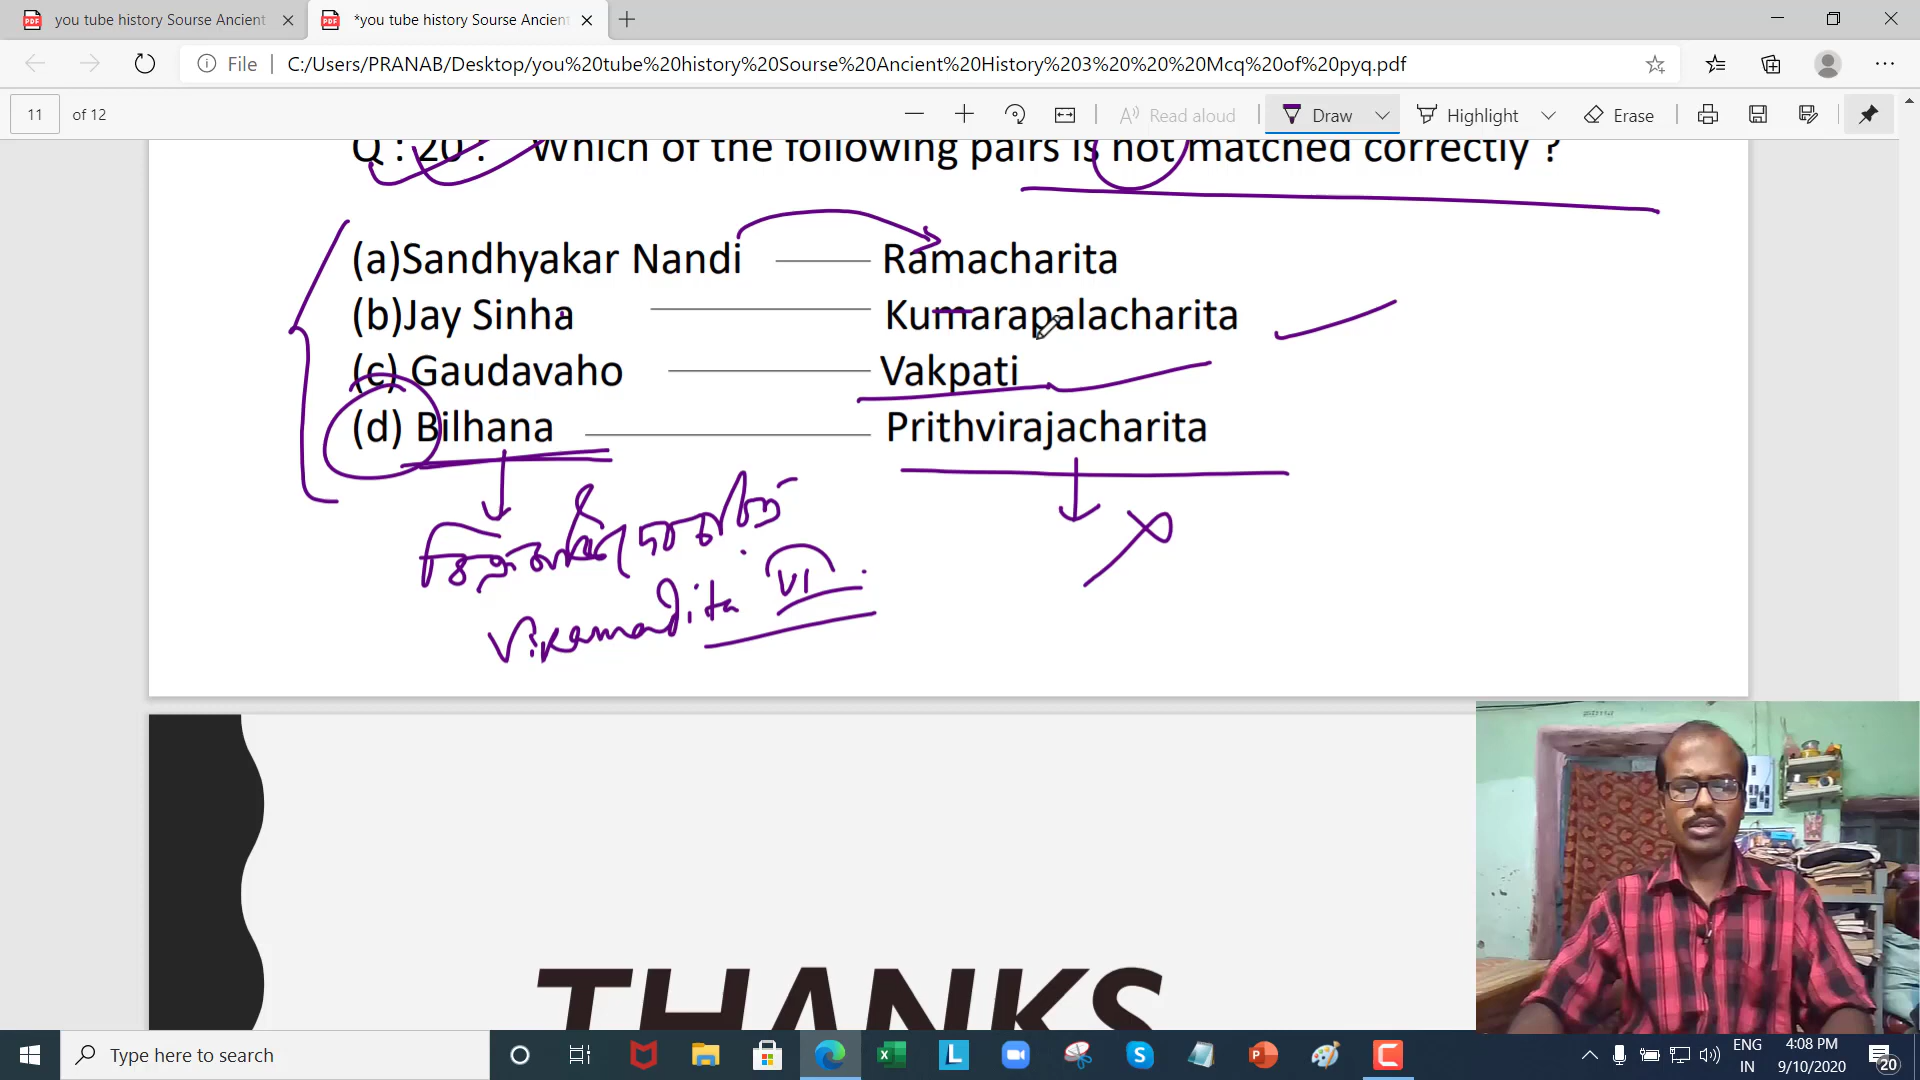 you tube history Sourse Ancient
*you tube history Sourse Ancien
File
C:/Users/PRANAB/Desktop/you%20tube%20history%20Sourse%20Ancient%20History%203%20%20%20Mcq%20of%20pyq.pdf
11 of 12
Read aloud
Draw
Highlight
Erase
Q : 20 : Which of the following pairs is not matched correctly ?
(a)Sandhyakar Nandi Ramacharita
(b)Jay Sinha Kumarapalacharita
(c) Gaudavaho Vakpati
(d) Bilhana Prithvirajacharita
VI
THANKS
Type here to search
ENG
IN
4:08 PM
9/10/2020
20